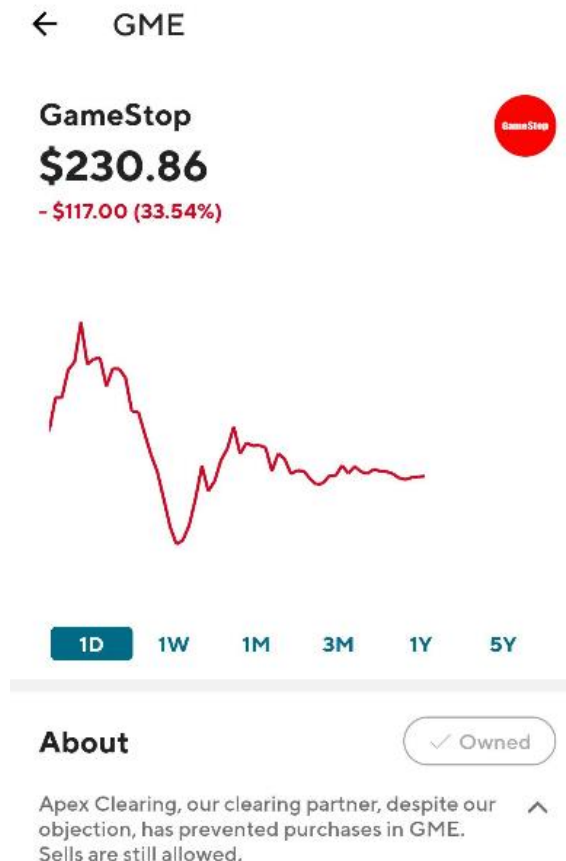 GME
GameStop
GameStop
$230.86
- $117.00 (33.54%)
1D 1W 1M 3M 1Y 5Y
About
Owned
Apex Clearing, our clearing partner, despite our
objection, has prevented purchases in GME.
Sells are still allowed.